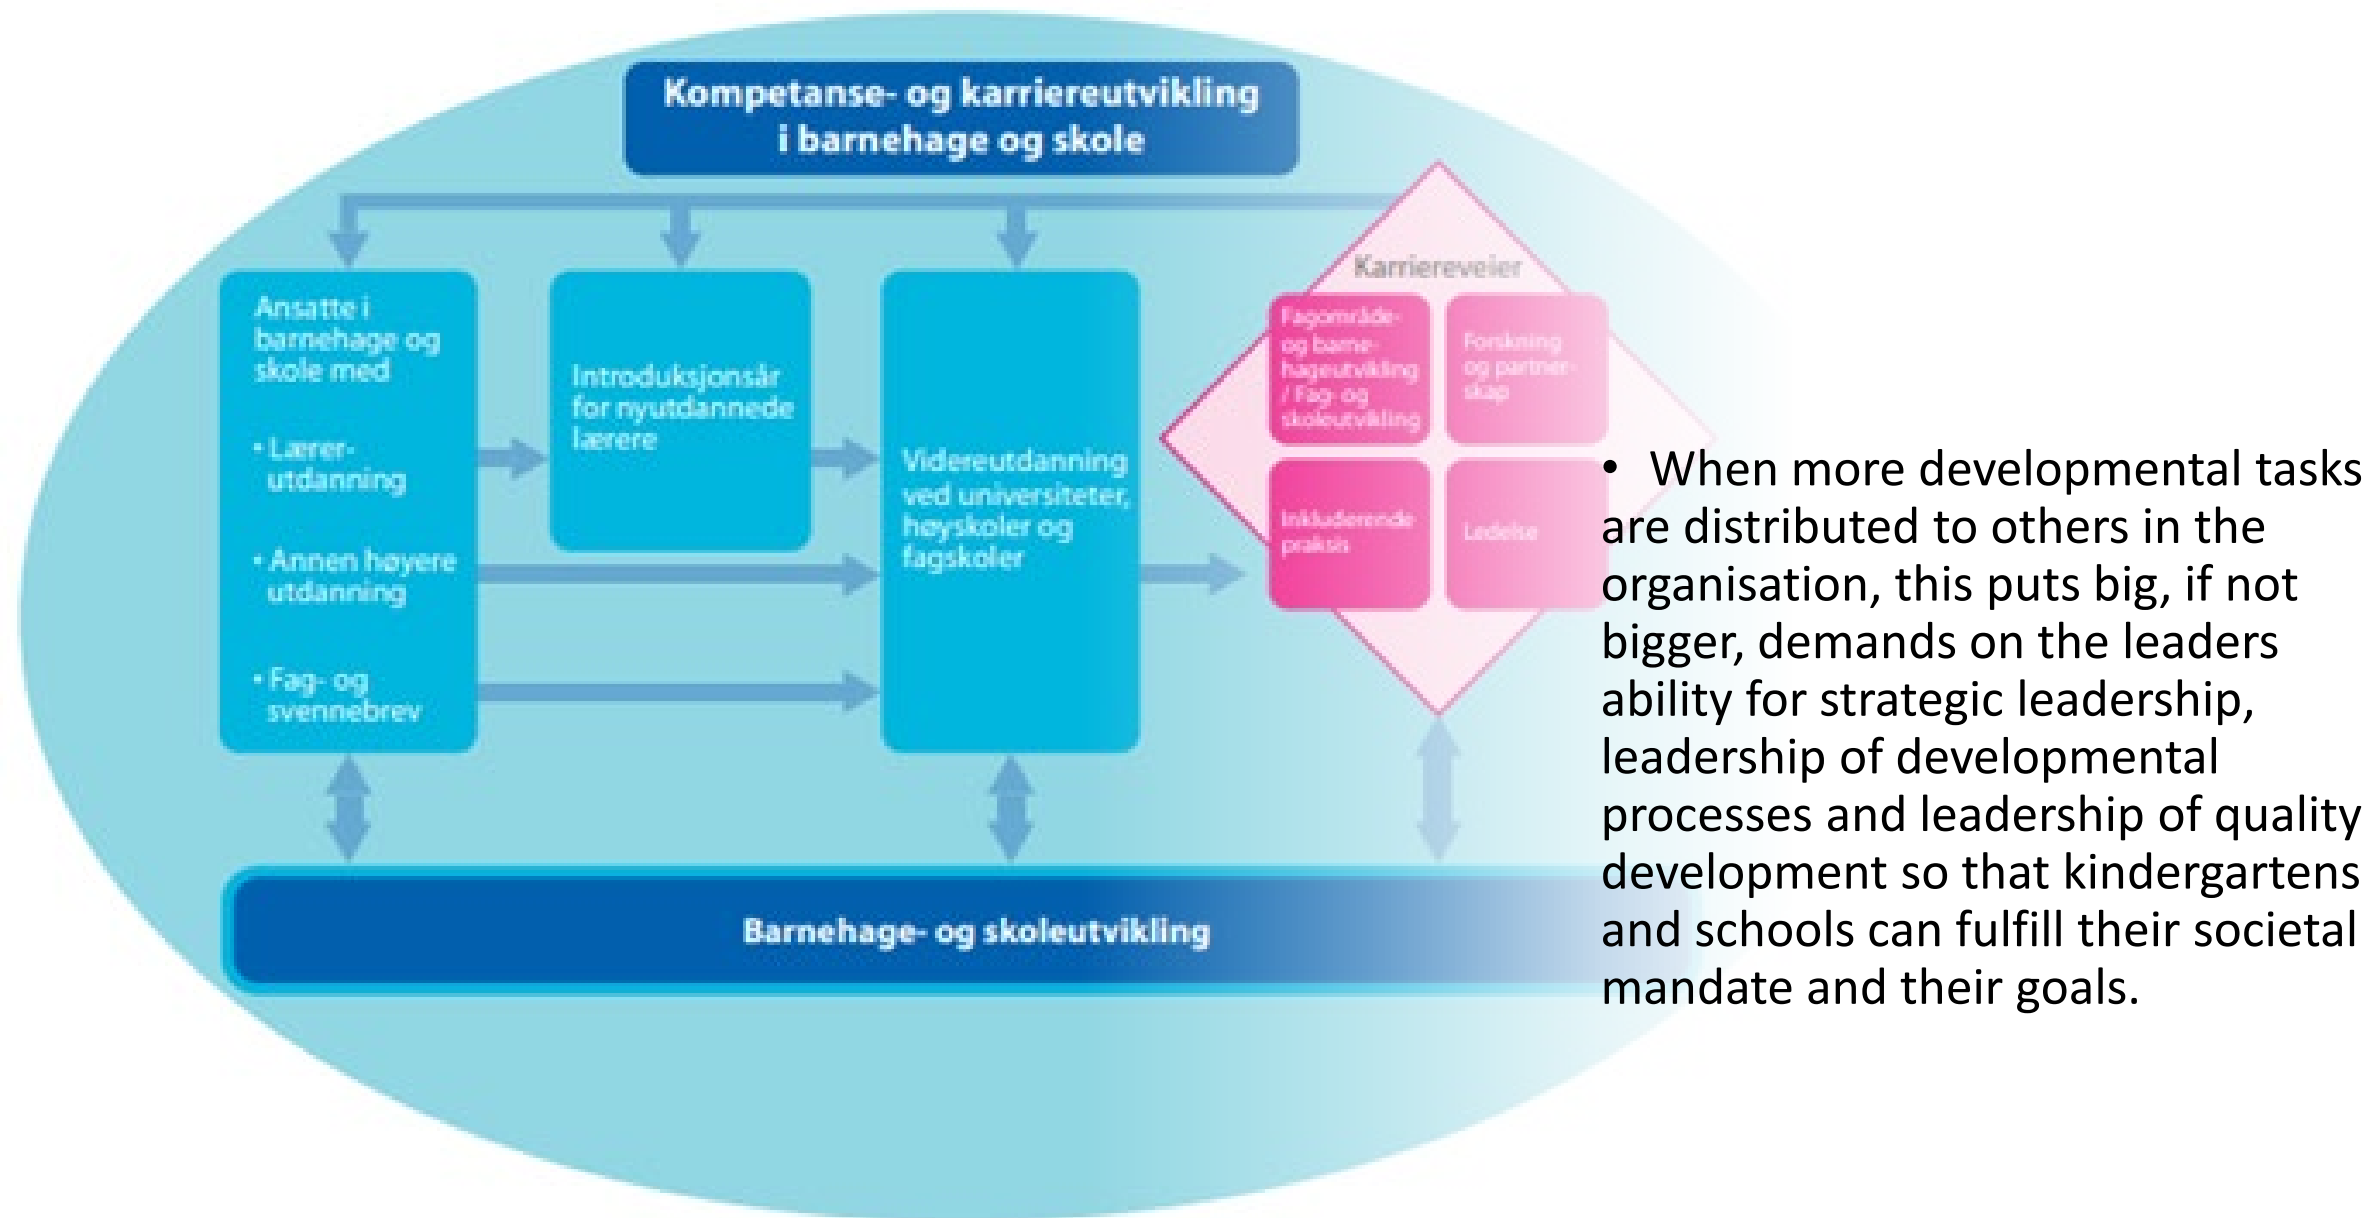 Kompetanse- og karriereutvikling
i barnehage og skole
Ansatte i
barnehage og
skole med
• Lærer-
utdanning
• Annen høyere
utdanning
• Fag- og
svennebrev
Introduksjonsår
for nyutdannede
lærere
Videreutdanning
ved universiteter,
høyskoler og
fagskoler
Karriereveier
Fagområde-
og barne-
hageutvikling
/ Fag- og
skoleutvikling
Forskning
og partner-
skap
Inkluderende
praksis
Ledelse
Barnehage- og skoleutvikling
• When more developmental tasks
are distributed to others in the
organisation, this puts big, if not
bigger, demands on the leaders
ability for strategic leadership,
leadership of developmental
processes and leadership of quality
development so that kindergartens
and schools can fulfill their societal
mandate and their goals.